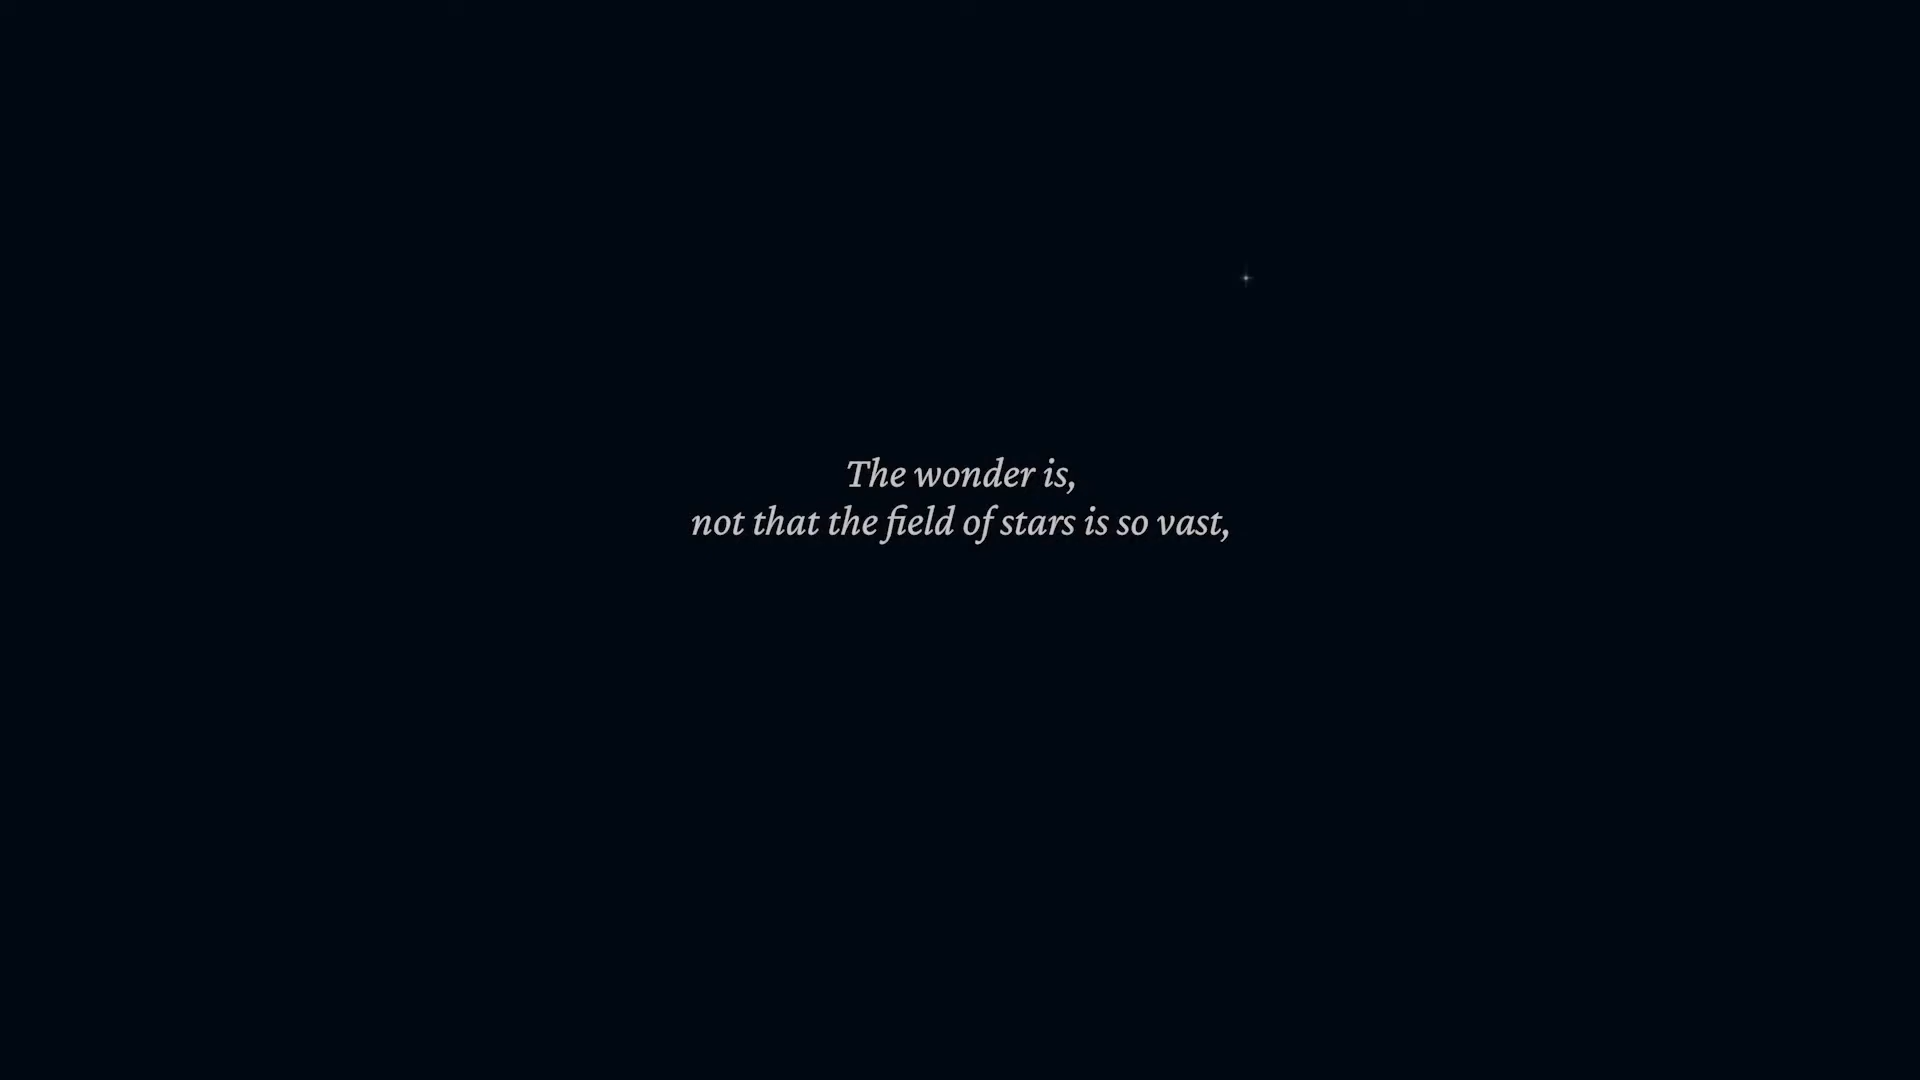 The wonder is,
not that the field of stars is so vast,